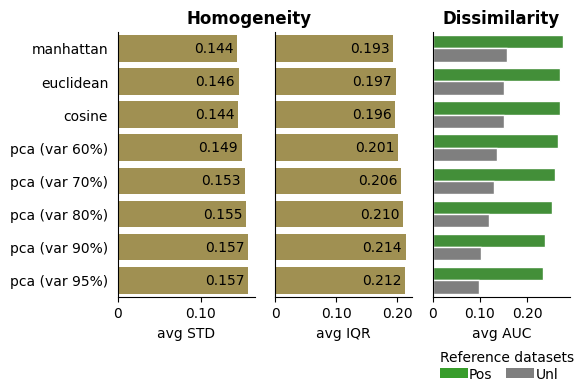 Homogeneity Dissimilarity
manhattan 0.144 0.193
euclidean 0.146 0.197
cosine 0.144 0.196
pca (var 60%) 0.149 0.201
pca (var 70%) 0.153 0.206
pca (var 80%) 0.155 0.210
pca (var 90%) 0.157 0.214
pca (var 95%) 0.157 0.212
0 0.10 0 0.10 0.20 0 0.10 0.20
avg STD avg IQR avg AUC
Reference datasets
Pos Unl